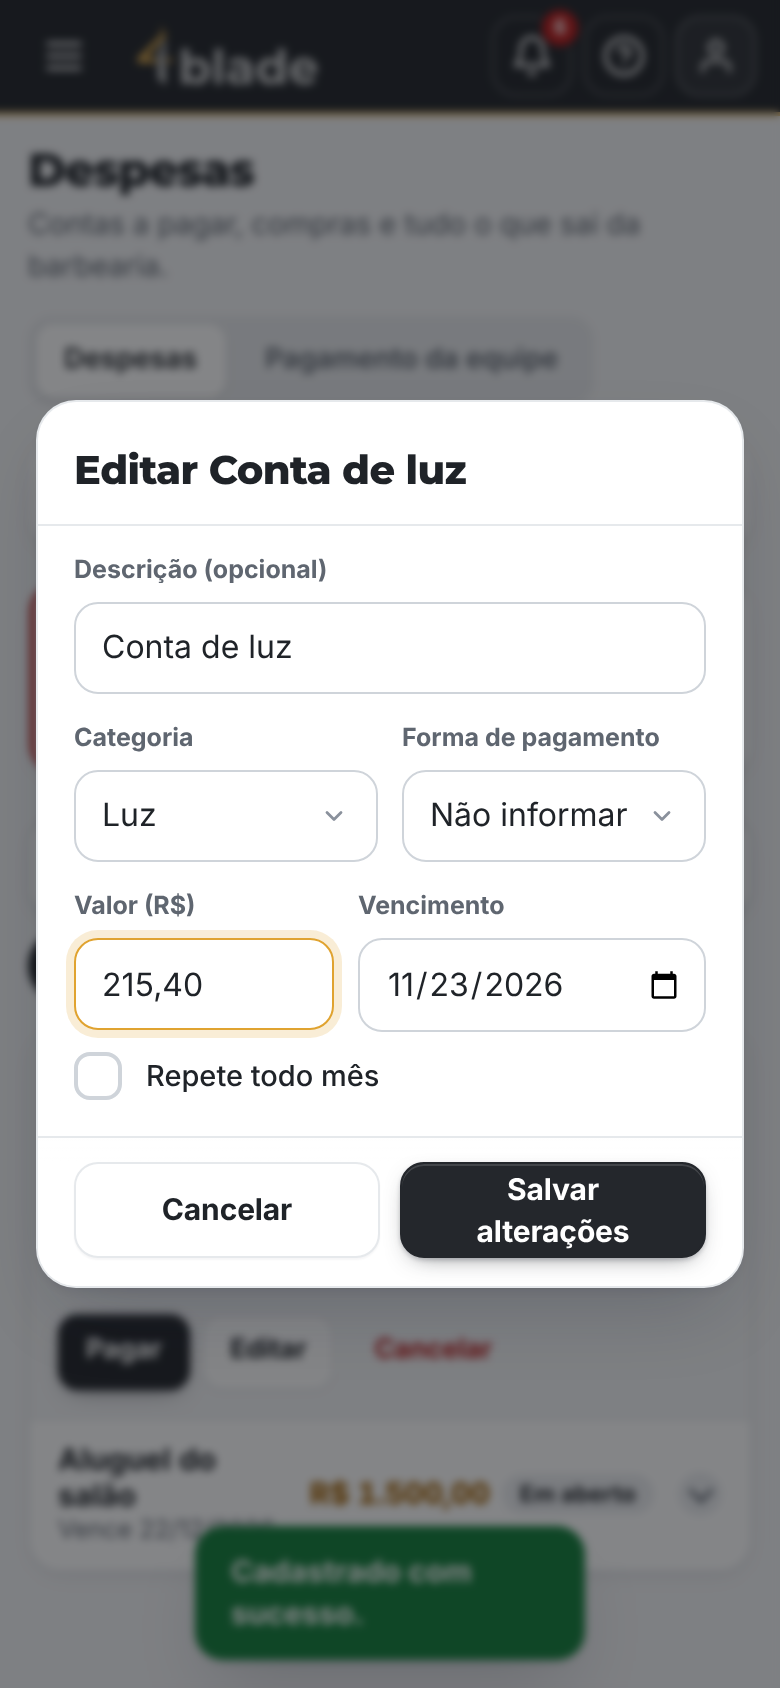 blade
6
Despesas
Contas a pagar, compras e tudo o que sai da
barbearia.
Despesas
Pagamento da equipe
Editar Conta de luz
Descrição (opcional)
Conta de luz
Categoria
Forma de pagamento
Luz
Não informar
Valor (R$)
Vencimento
215,40
11/23/2026
Repete todo mês
Cancelar
Salvar
alterações
Pagar
Editar
Cancelar
Aluguel do
salão
R$ 1.500,00
Em aberto
Vence
Cadastrado com
sucesso.